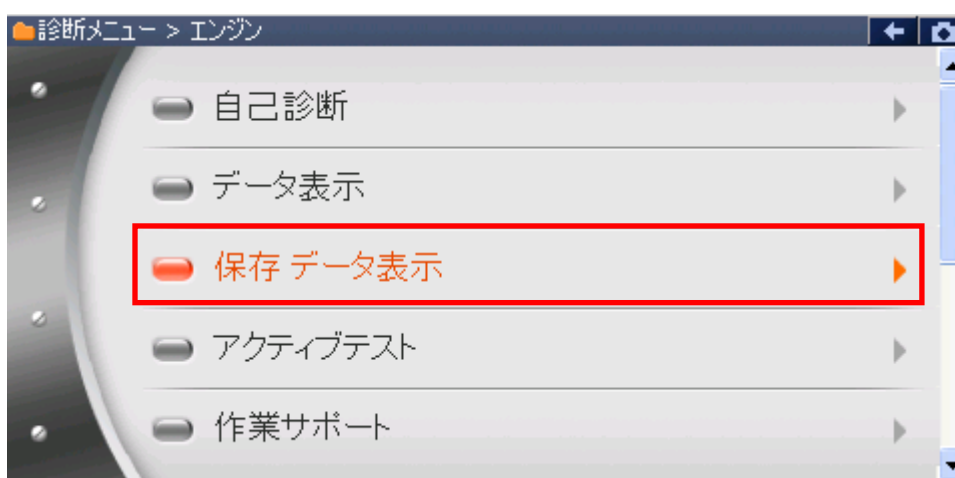 診断メニュー > エンジン
自己診断
データ表示
保存 データ表示
アクティブテスト
作業サポート